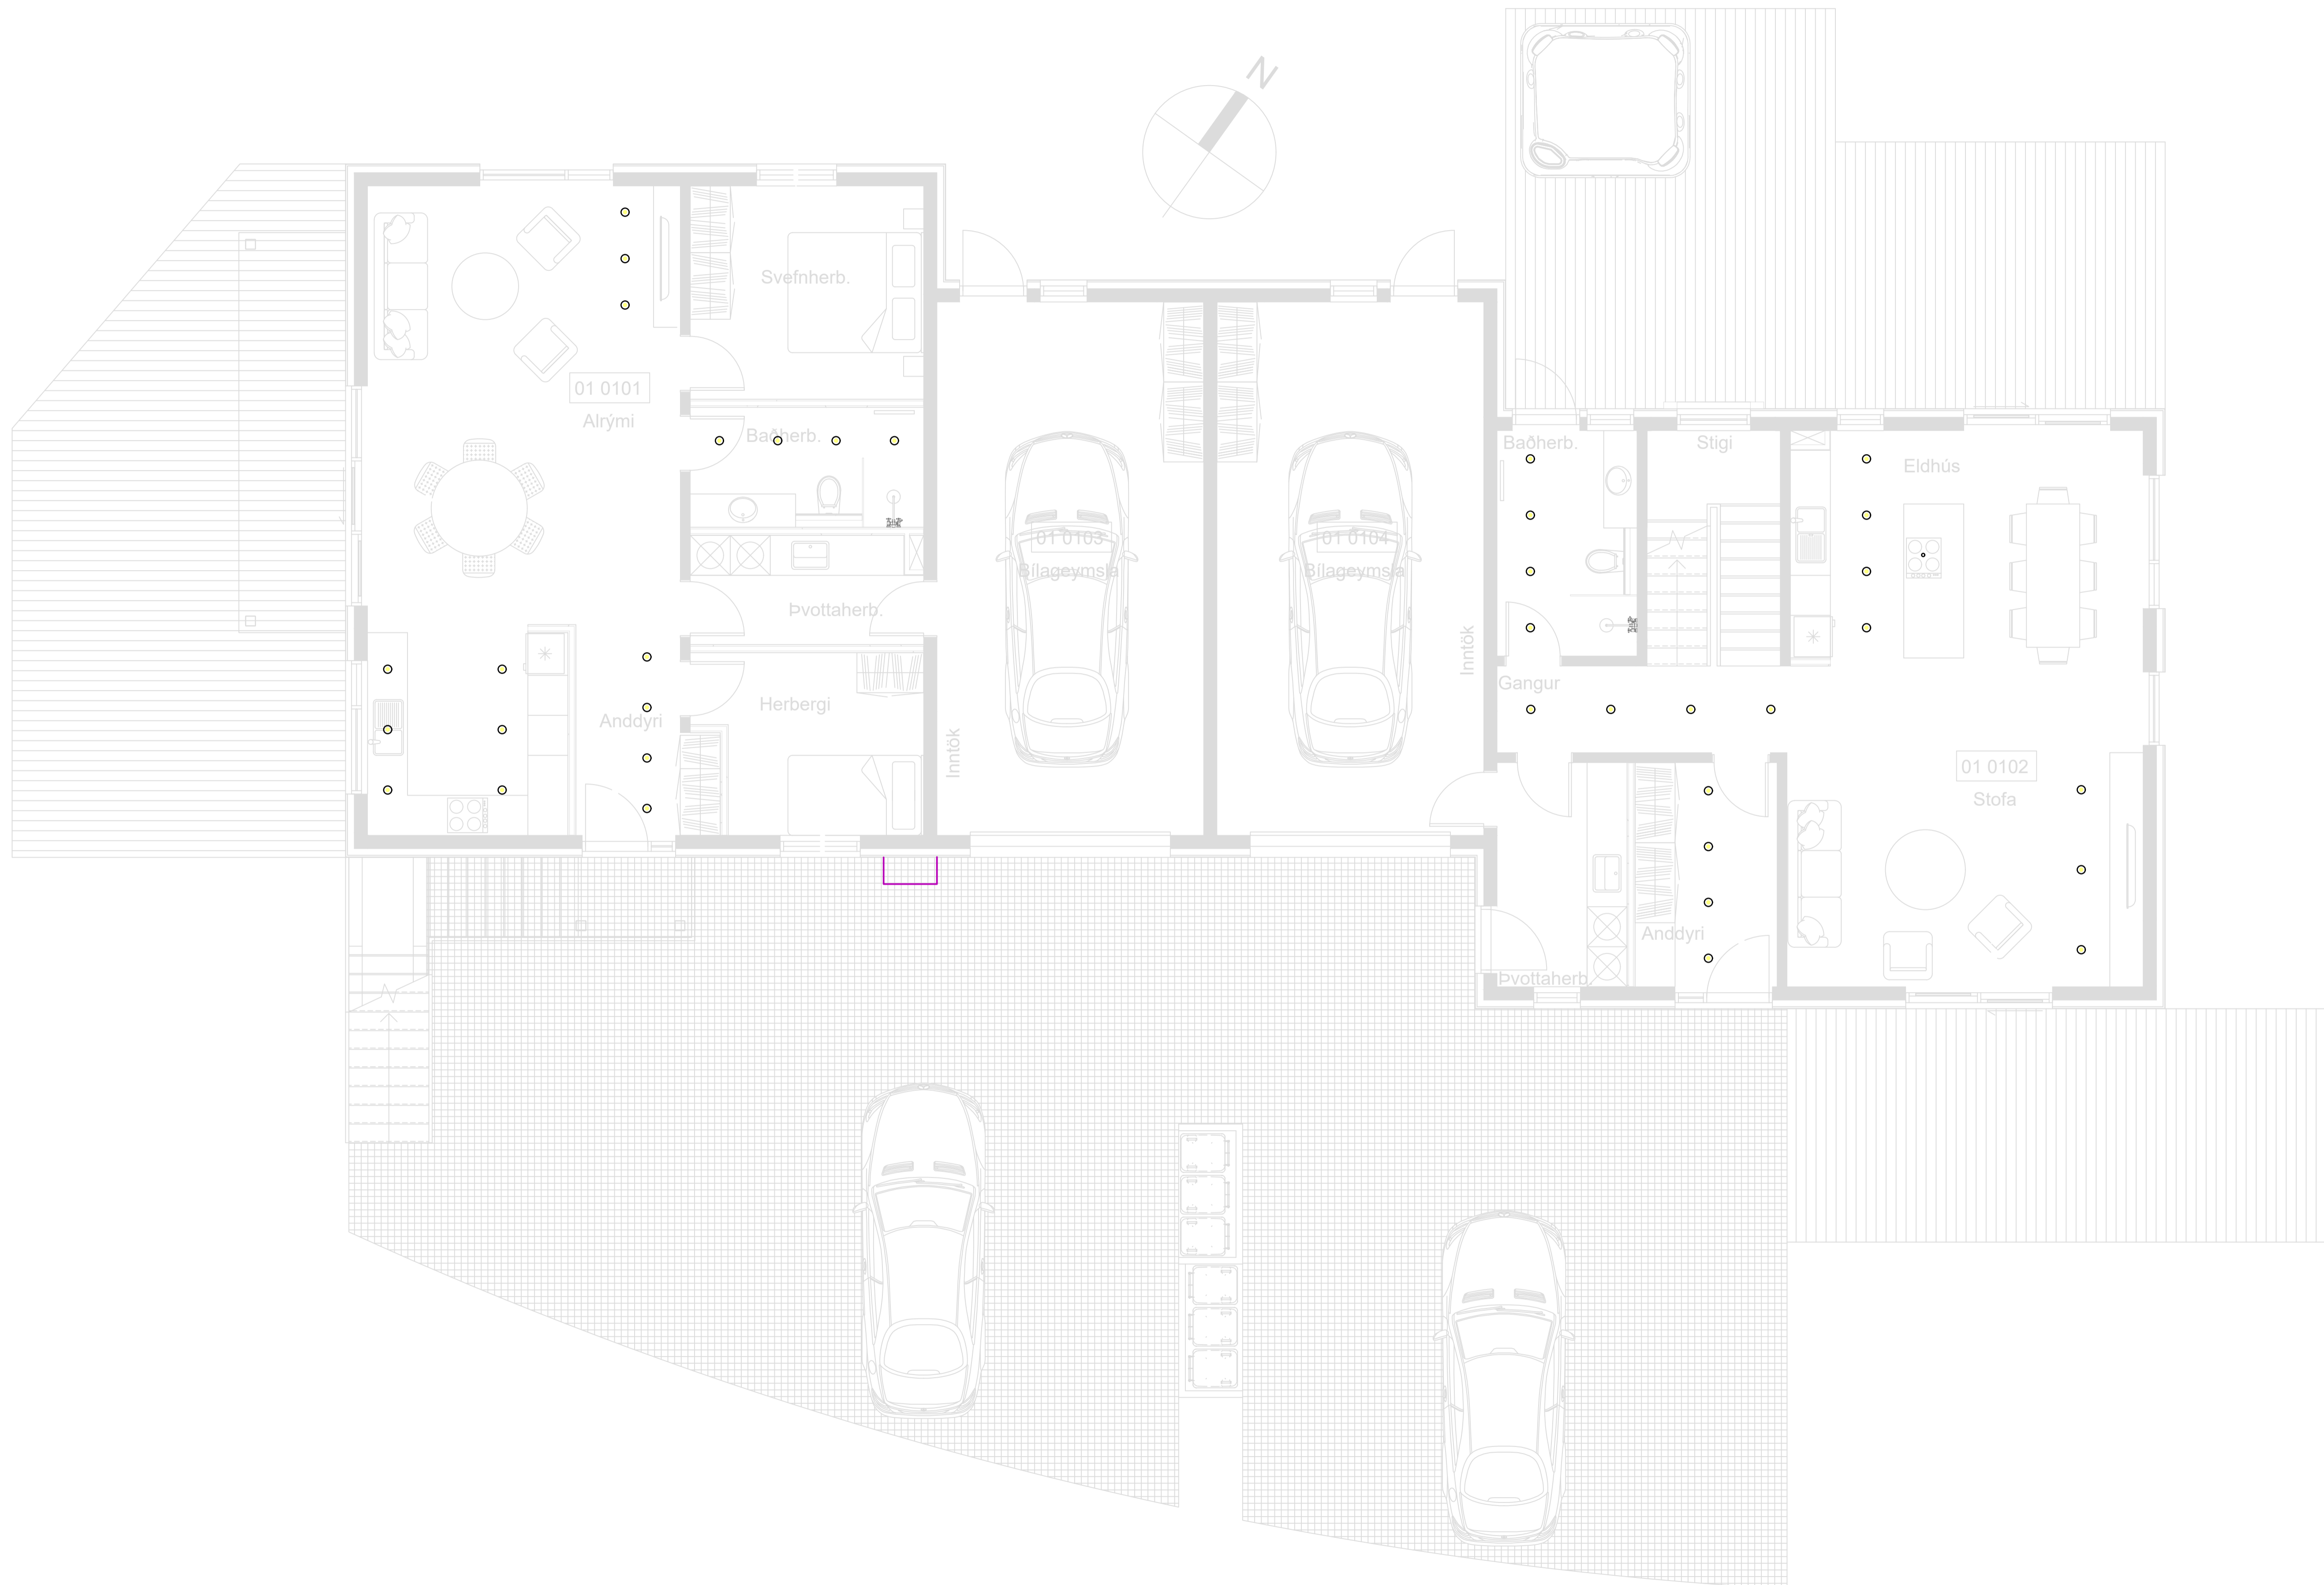 N
Svefnherb.
01 0101
Alrými
Baðherb.
Baðherb.
Stigi
Eldhús
01 0103
Bílageymsla
01 0104
Bílageymsla
Þvottaherb.
Inntök
Gangur
Herbergi
Anddyri
Inntök
01 0102
Stofa
Anddyri
Þvottaherb.